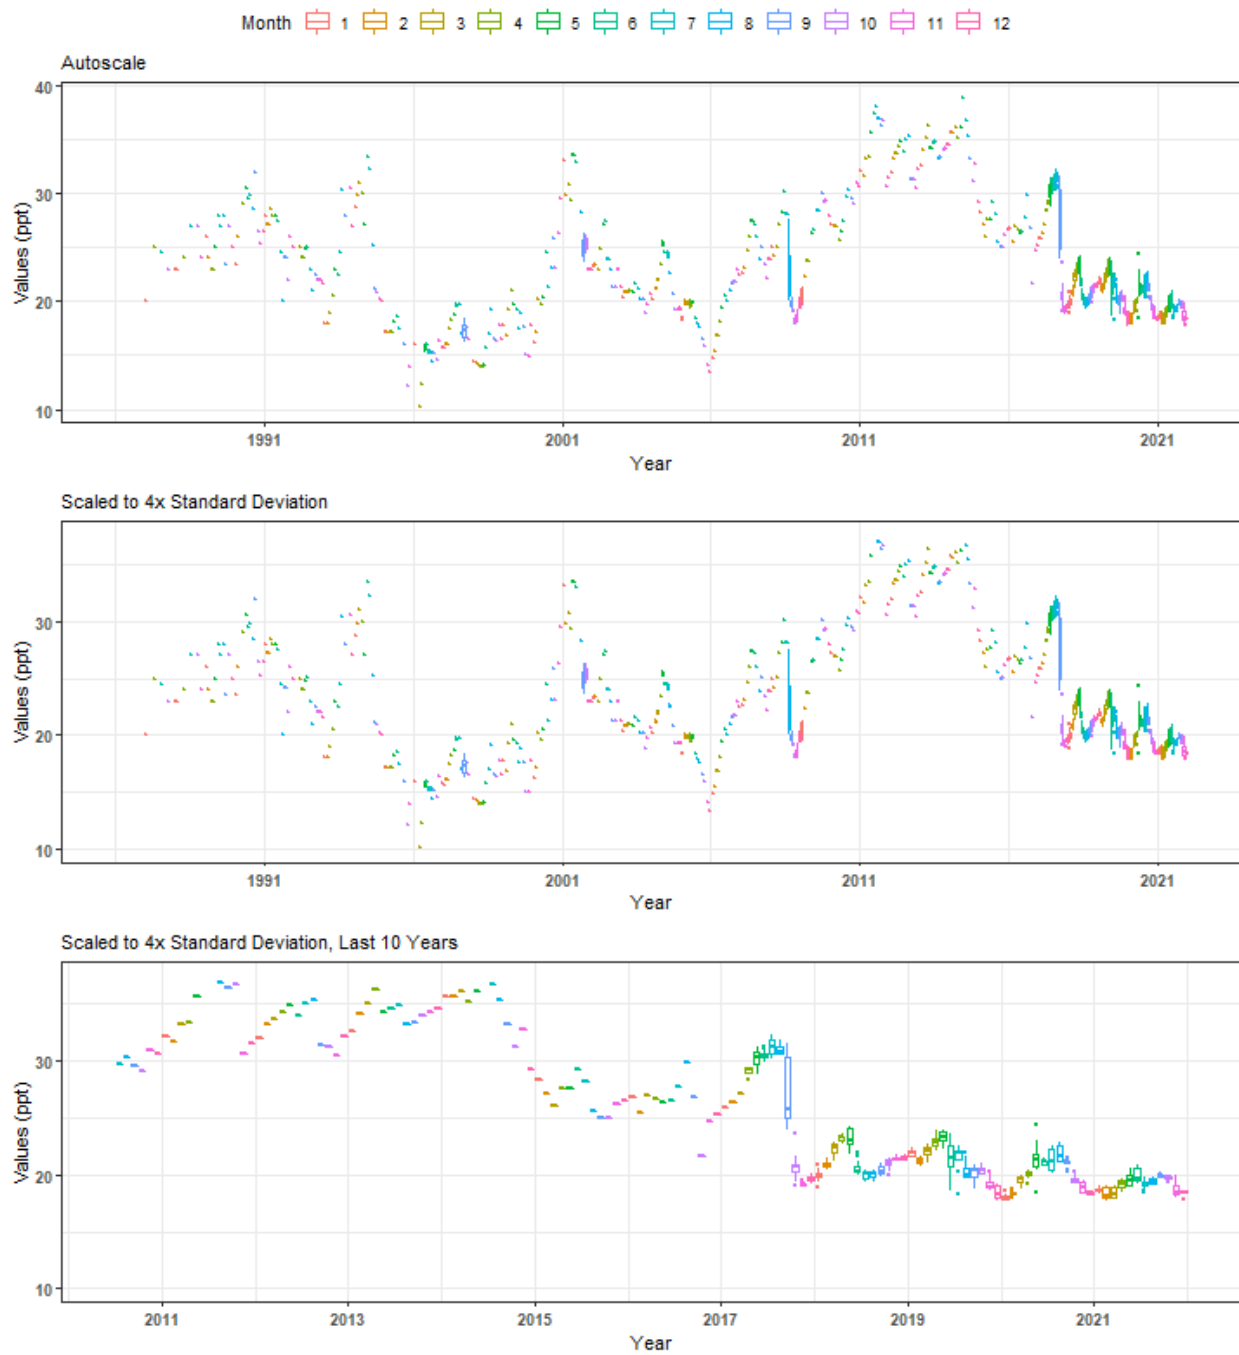 Month 1 2 3 4 5 6 7 8 9 10 11 12
Autoscale
40
30
20
10
Values (ppt)
1991 2001 2011 2021
Year
Scaled to 4x Standard Deviation
30
20
10
Values (ppt)
1991 2001 2011 2021
Year
Scaled to 4x Standard Deviation, Last 10 Years
30
20
10
Values (ppt)
2011 2013 2015 2017 2019 2021
Year